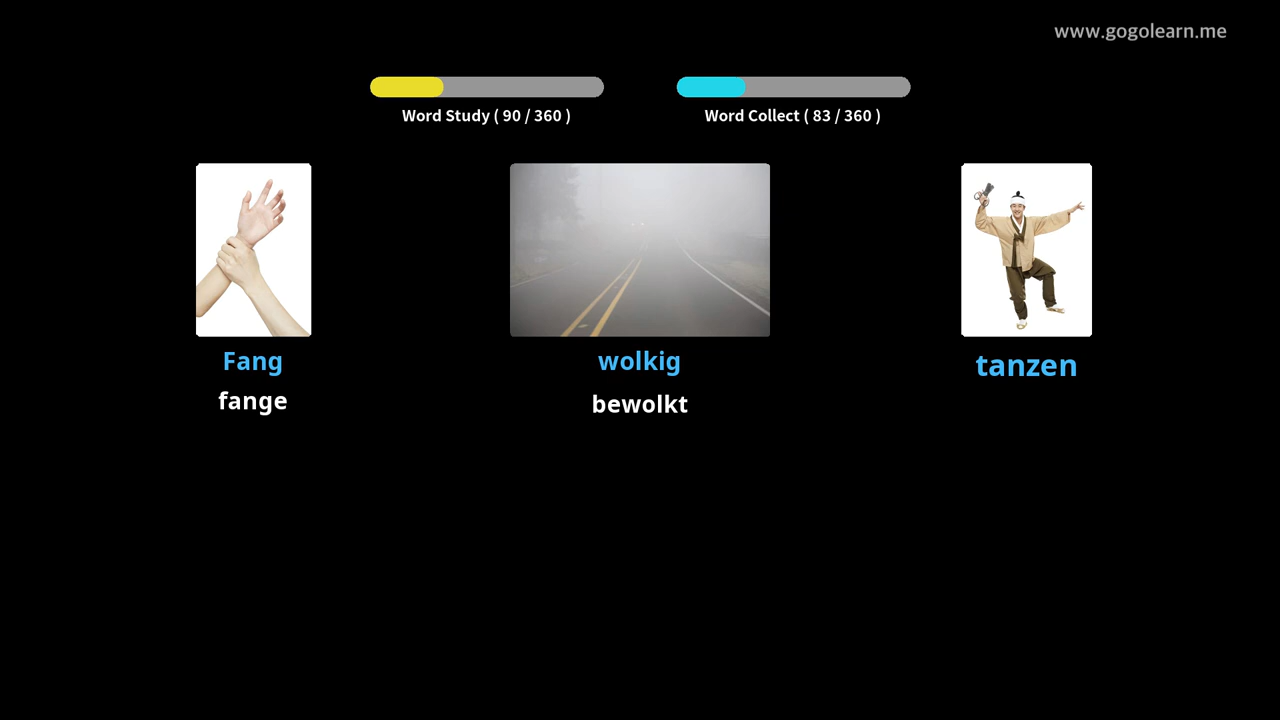 www.gogolearn.me
Word Study ( 90 / 360 )
Word Collect ( 83 / 360 )
Fang
fange
wolkig
bewolkt
tanzen